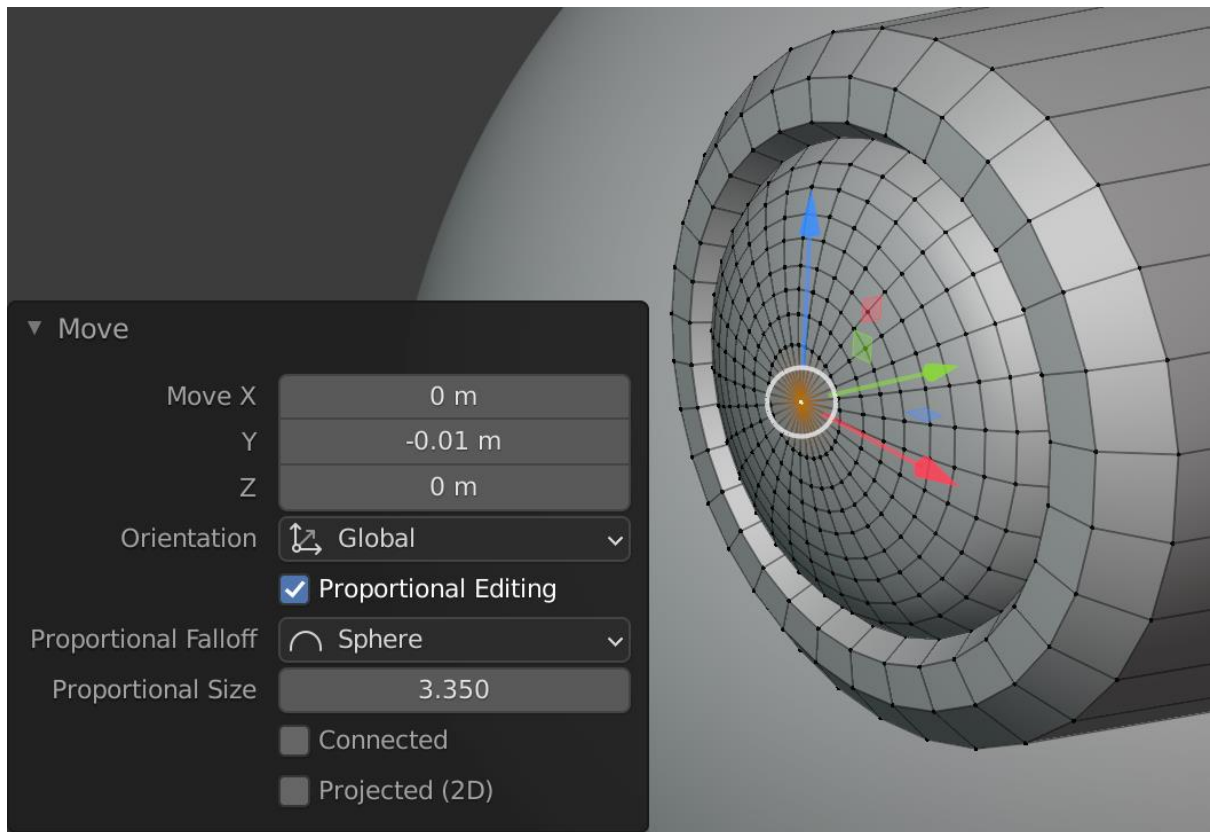 Move
Move X 0 m
Y -0.01 m
Z 0 m
Orientation Global
Proportional Editing
Proportional Falloff Sphere
Proportional Size 3.350
Connected
Projected (2D)